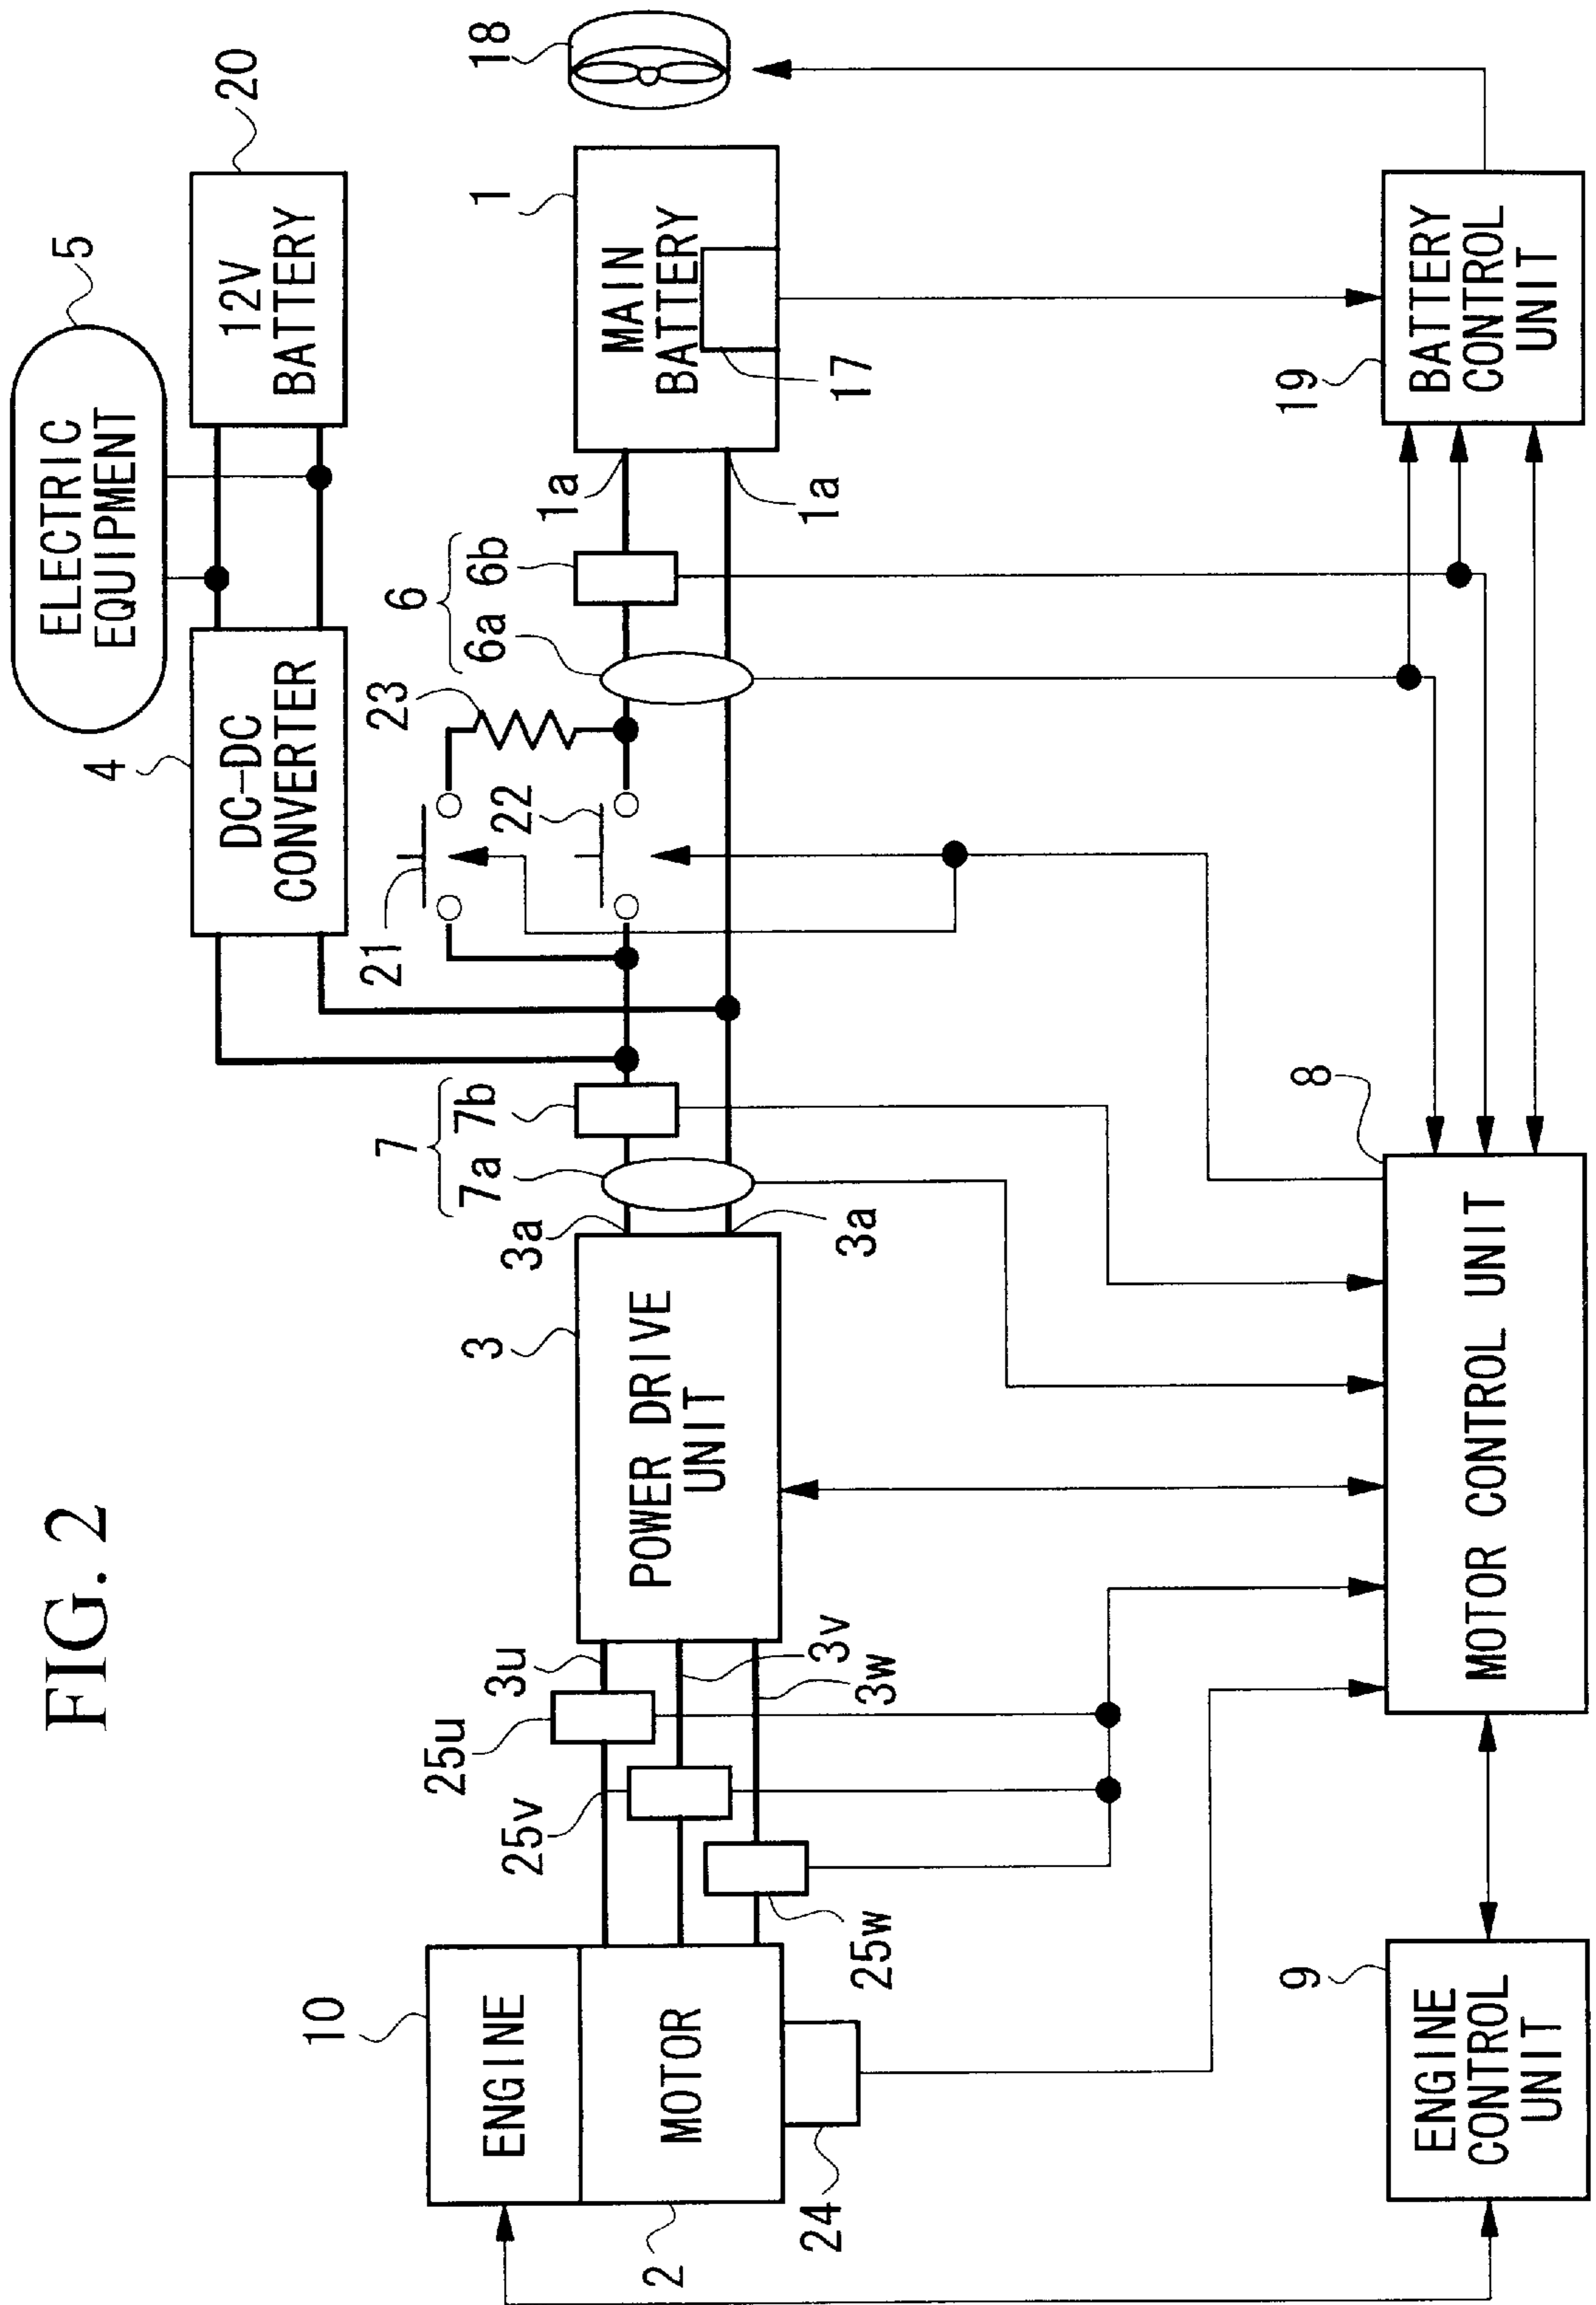 FIG. 2
ELECTRIC
EQUIPMENT
5
4
DC-DC
CONVERTER
12V
BATTERY
20
10
ENGINE
MOTOR
2
24
25u
25v
25w
3u
3v
3w
3
POWER DRIVE
UNIT
3a
3a
7
7a
7b
21
22
23
6
6a
6b
1a
1a
1
MAIN
BATTERY
17
18
9
ENGINE
CONTROL
UNIT
8
MOTOR CONTROL UNIT
19
BATTERY
CONTROL
UNIT